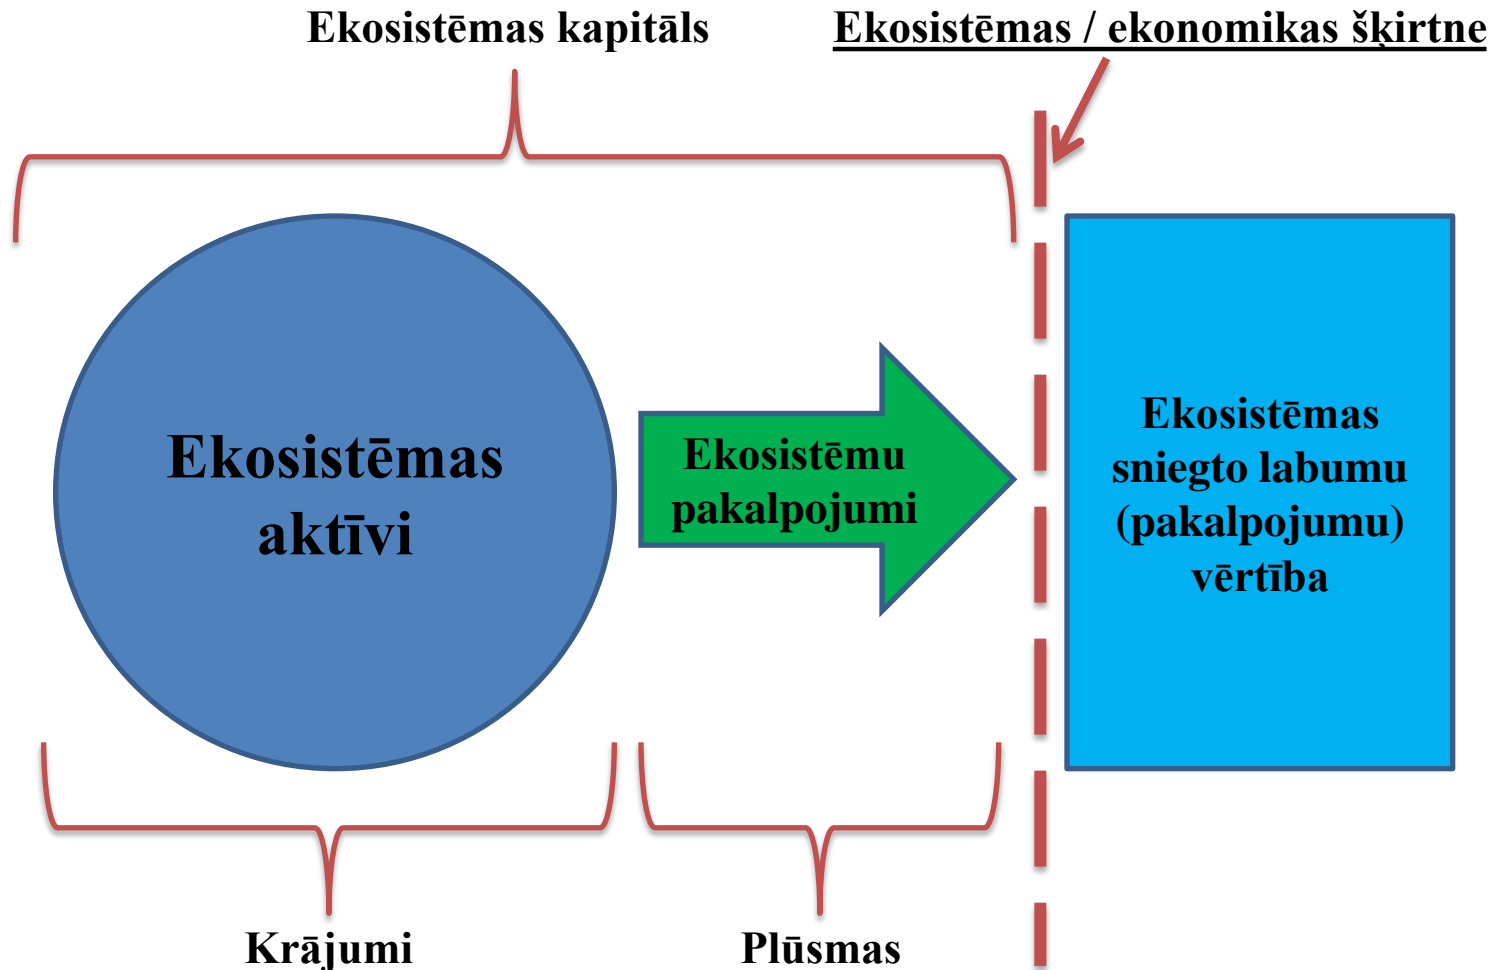 Ekosistēmas kapitāls
Ekosistēmas / ekonomikas šķirtne
Ekosistēmas
aktīvi
Ekosistēmu
pakalpojumi
Ekosistēmas
sniegto labumu
(pakalpojumu)
vērtība
Krājumi
Plūsmas